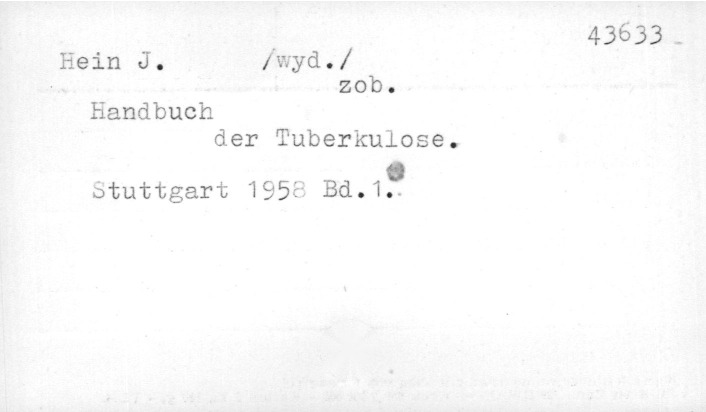 43633
Hein J. /wyd./
zob.
Handbuch
der Tuberkulose.
Stuttgart 1958 Bd.1.